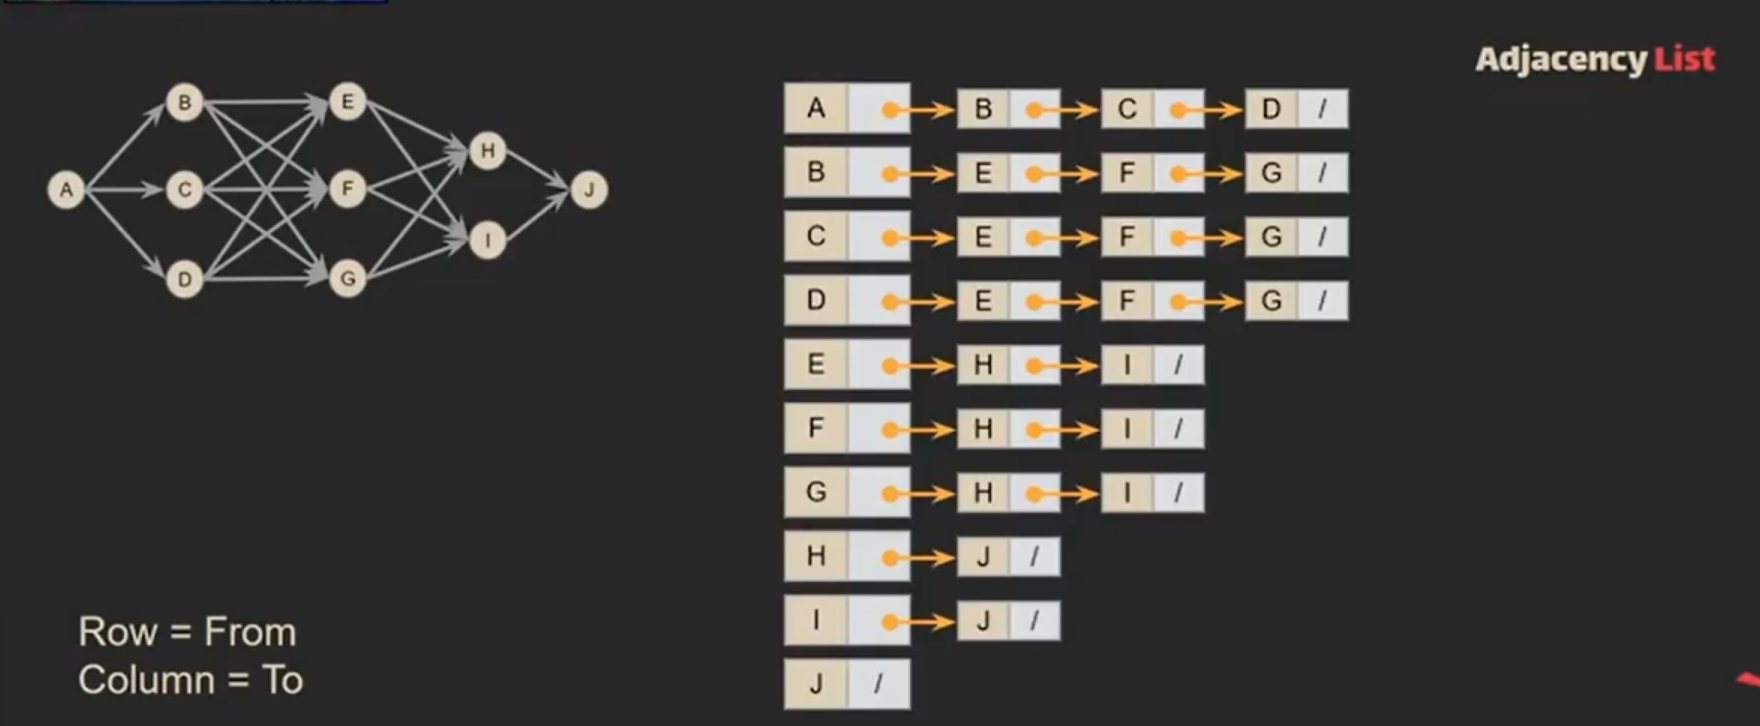 Adjacency List
B E
H
A C F J
I
D G
A B C D /
B E F G /
C E F G /
D E F G /
E H I /
F H I /
G H I /
H J /
I J /
J /
Row = From
Column = To